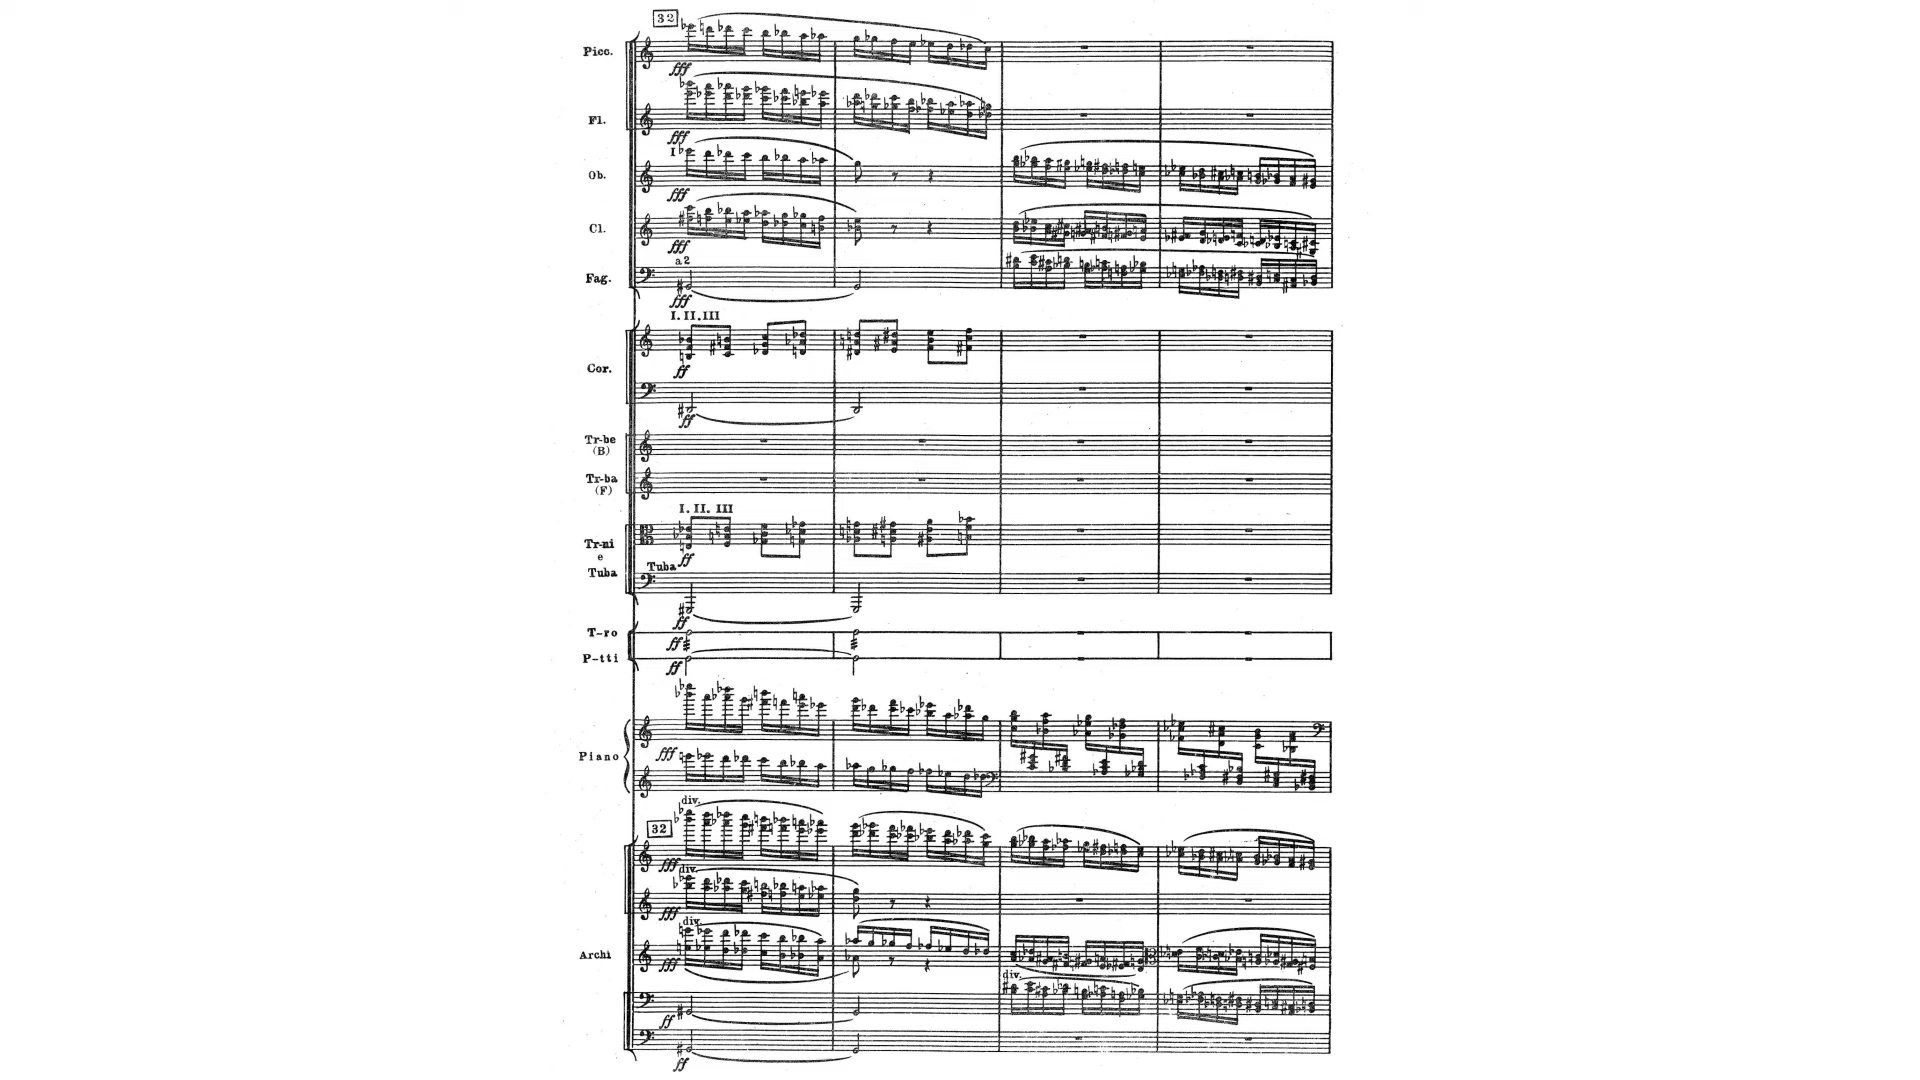 32
Picc.
fff
Fl.
fff
I
Ob.
fff
Cl.
fff
a 2
Fag.
fff
I. II. III
Cor.
ff
ff
Tr-be
(B)
Tr-ba
(F)
I. II. III
Tr-ni
e
Tuba
ff
Tuba
ff
T-ro
ff
P-tti
ff
Piano
fff
div.
32
fff
div.
fff
div.
Archi
fff
div.
ff
ff